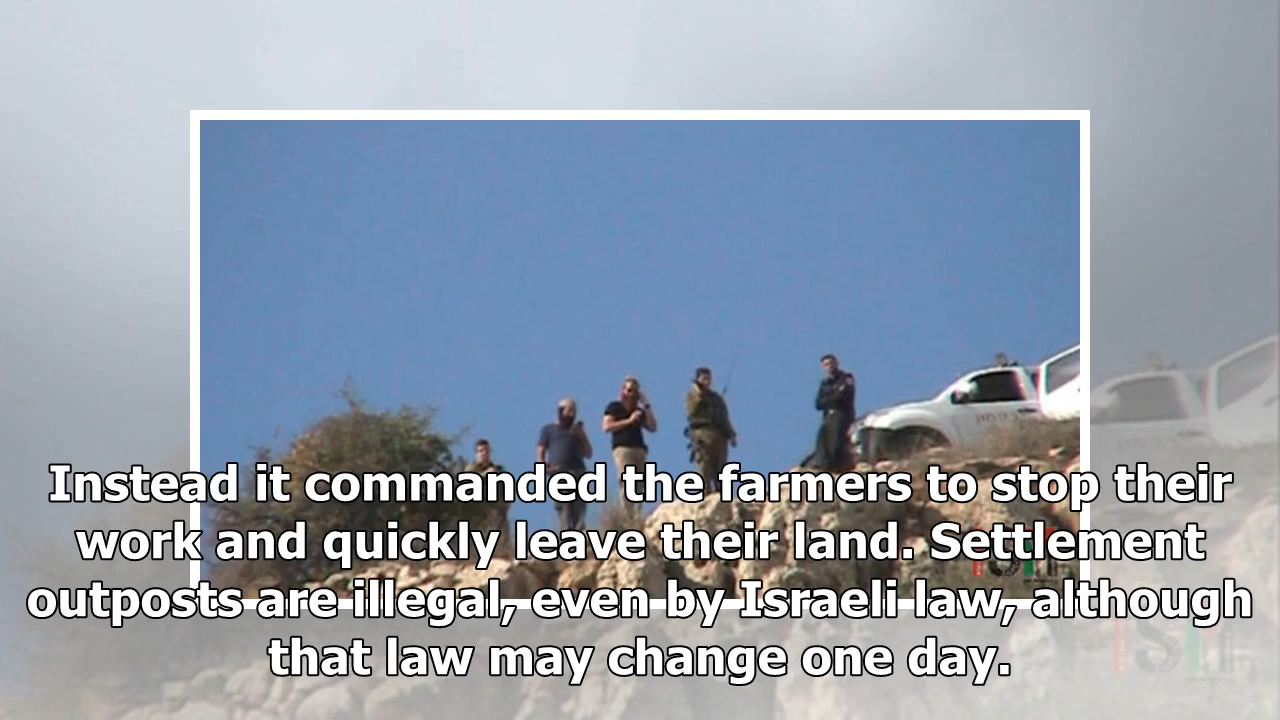 Instead it commanded the farmers to stop their
work and quickly leave their land. Settlement
outposts are illegal, even by Israeli law, although
that law may change one day.